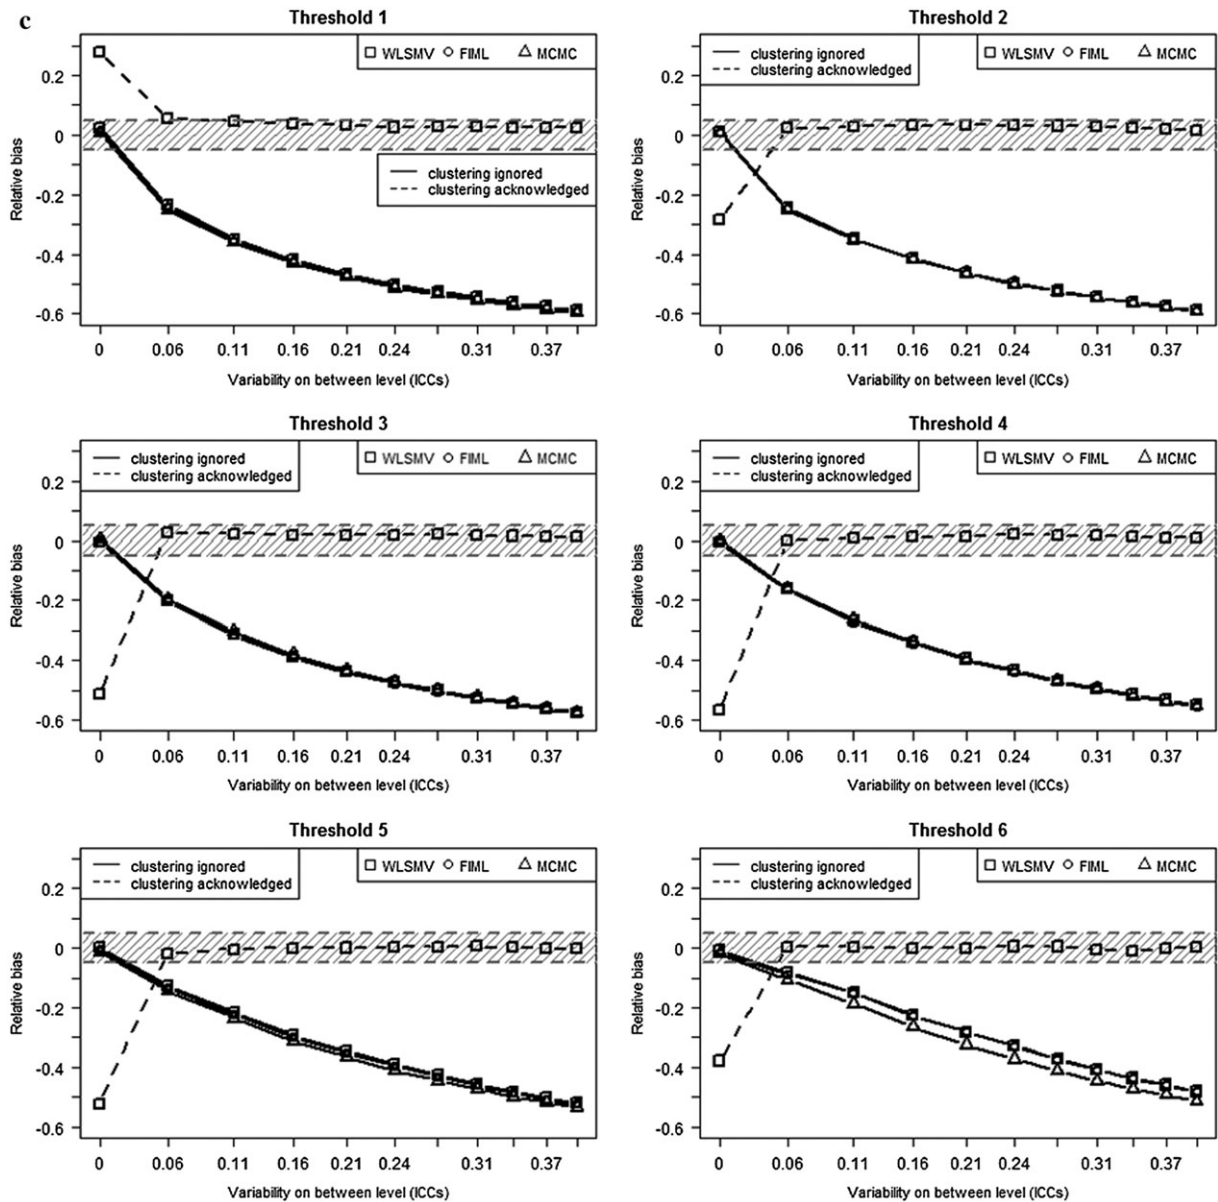 c
Threshold 1
WLSMV FIML MCMC
clustering ignored
clustering acknowledged
0.2
0
-0.2
-0.4
-0.6
Relative bias
0 0.06 0.11 0.16 0.21 0.24 0.31 0.37
Variability on between level (ICCs)
Threshold 2
clustering ignored
clustering acknowledged
WLSMV FIML MCMC
0.2
0
-0.2
-0.4
-0.6
Relative bias
0 0.06 0.11 0.16 0.21 0.24 0.31 0.37
Variability on between level (ICCs)
Threshold 3
clustering ignored
clustering acknowledged
WLSMV FIML MCMC
0.2
0
-0.2
-0.4
-0.6
Relative bias
0 0.06 0.11 0.16 0.21 0.24 0.31 0.37
Variability on between level (ICCs)
Threshold 4
clustering ignored
clustering acknowledged
WLSMV FIML MCMC
0.2
0
-0.2
-0.4
-0.6
Relative bias
0 0.06 0.11 0.16 0.21 0.24 0.31 0.37
Variability on between level (ICCs)
Threshold 5
clustering ignored
clustering acknowledged
WLSMV FIML MCMC
0.2
0
-0.2
-0.4
-0.6
Relative bias
0 0.06 0.11 0.16 0.21 0.24 0.31 0.37
Variability on between level (ICCs)
Threshold 6
clustering ignored
clustering acknowledged
WLSMV FIML MCMC
0.2
0
-0.2
-0.4
-0.6
Relative bias
0 0.06 0.11 0.16 0.21 0.24 0.31 0.37
Variability on between level (ICCs)